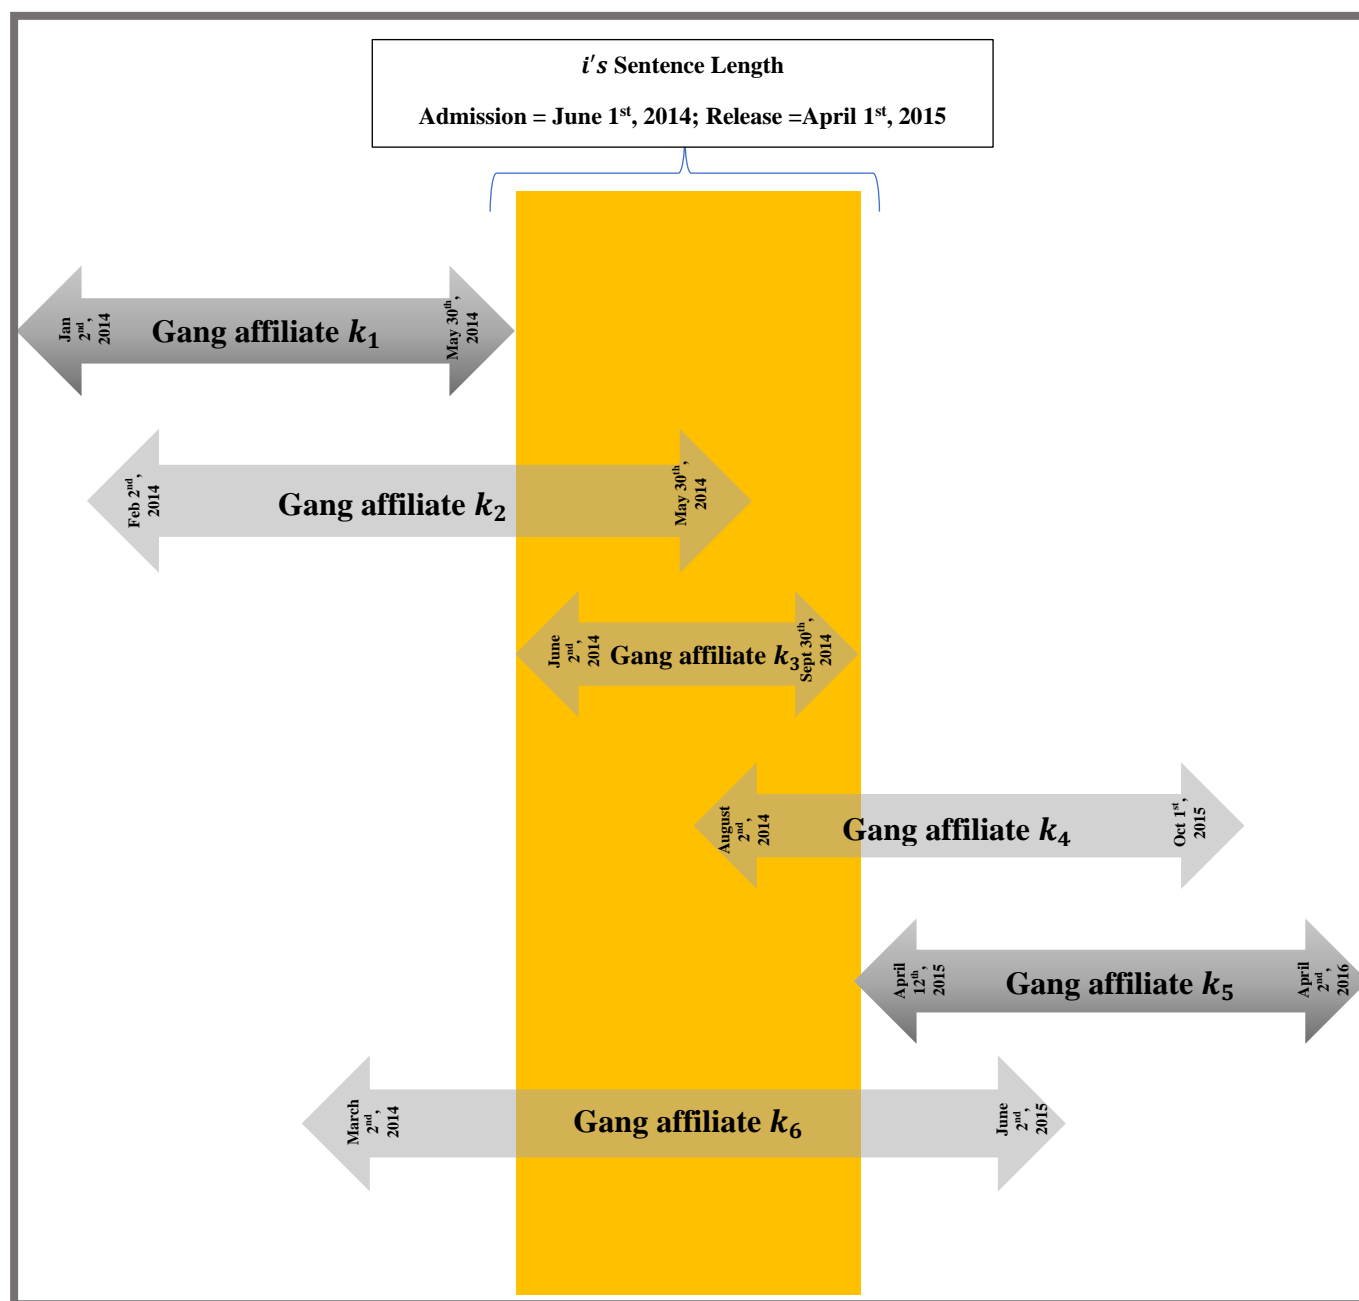 i's Sentence Length
Admission = June 1st, 2014; Release =April 1st, 2015
Jan
2nd,
2014
Gang affiliate k1
May 30th,
2014
Feb 2nd,
2014
Gang affiliate k2
May 30th,
2014
June
2nd,
2014
Gang affiliate k3
Sept 30th,
2014
August
2nd,
2014
Gang affiliate k4
Oct 1st,
2015
April
12th,
2015
Gang affiliate k5
April
2nd,
2016
March
2nd,
2014
Gang affiliate k6
June
2nd,
2015